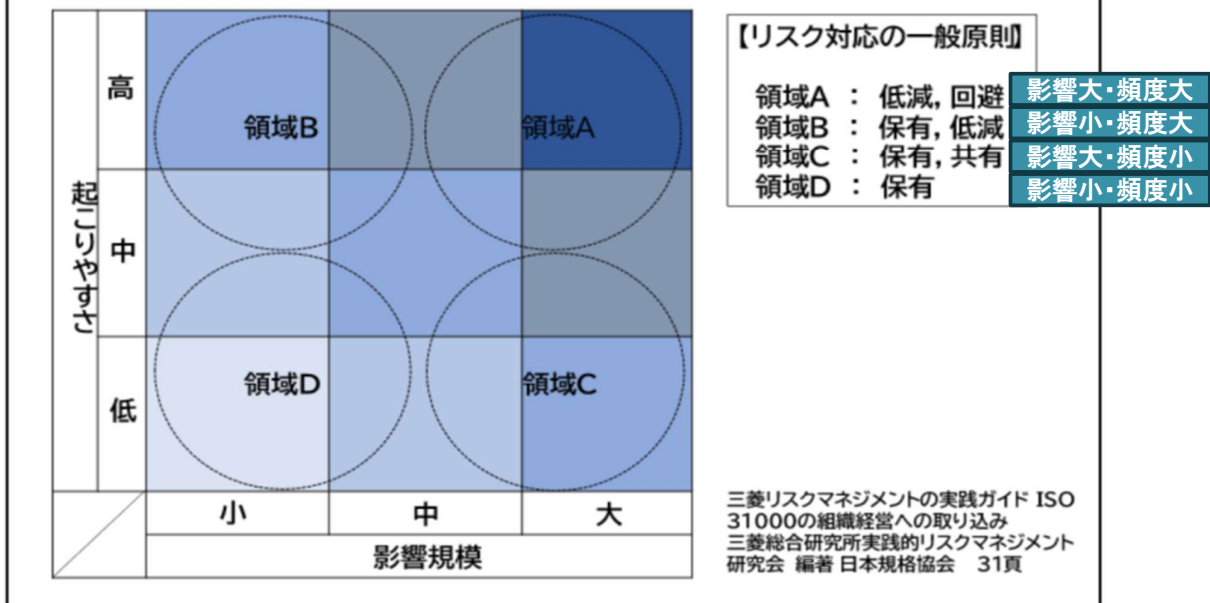 高
中
低
起こりやすさ
領域B
領域A
領域D
領域C
小
中
大
影響規模
【リスク対応の一般原則】
領域A : 低減, 回避
影響大・頻度大
領域B : 保有, 低減
影響小・頻度大
領域C : 保有, 共有
影響大・頻度小
領域D : 保有
影響小・頻度小
三菱リスクマネジメントの実践ガイド ISO
31000の組織経営への取り込み
三菱総合研究所実践的リスクマネジメント
研究会 編著 日本規格協会 31頁